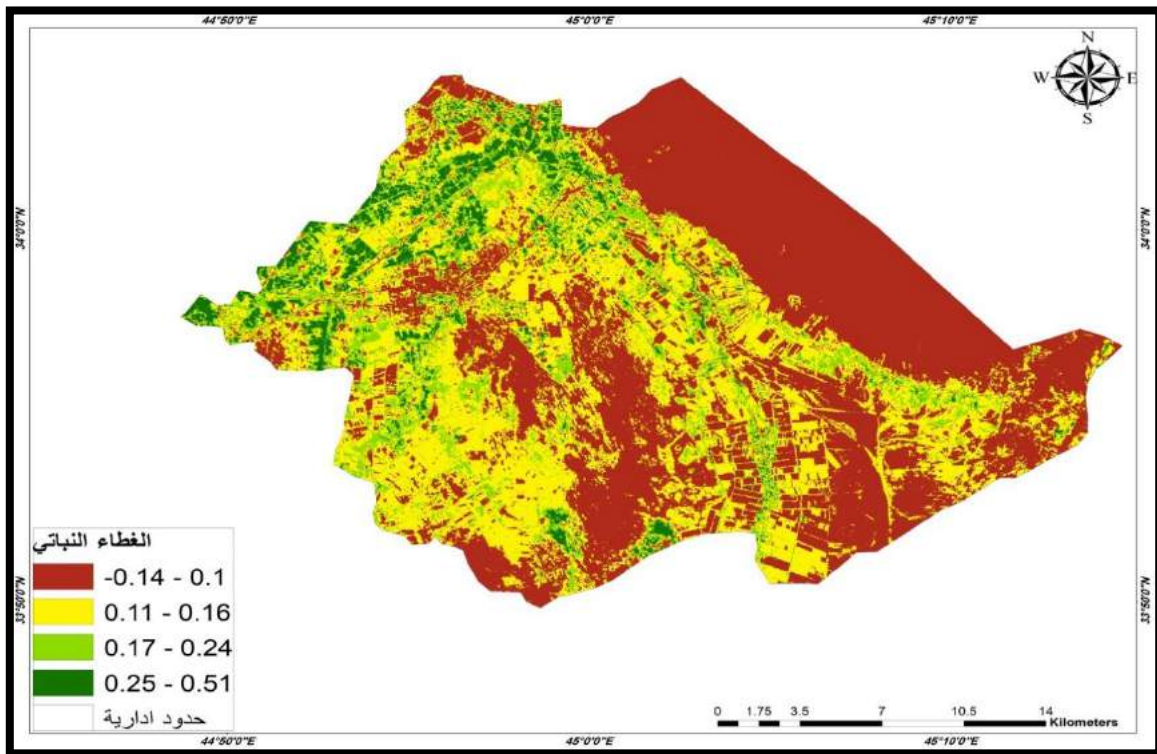 44°50'0"E 45°0'0"E 45°10'0"E
N
W E
S
34°0'0"N 34°0'0"N
33°50'0"N 33°50'0"N
الغطاء النباتي
-0.14 - 0.1
0.11 - 0.16
0.17 - 0.24
0.25 - 0.51
حدود ادارية
0 1.75 3.5 7 10.5 14
Kilometers
44°50'0"E 45°0'0"E 45°10'0"E